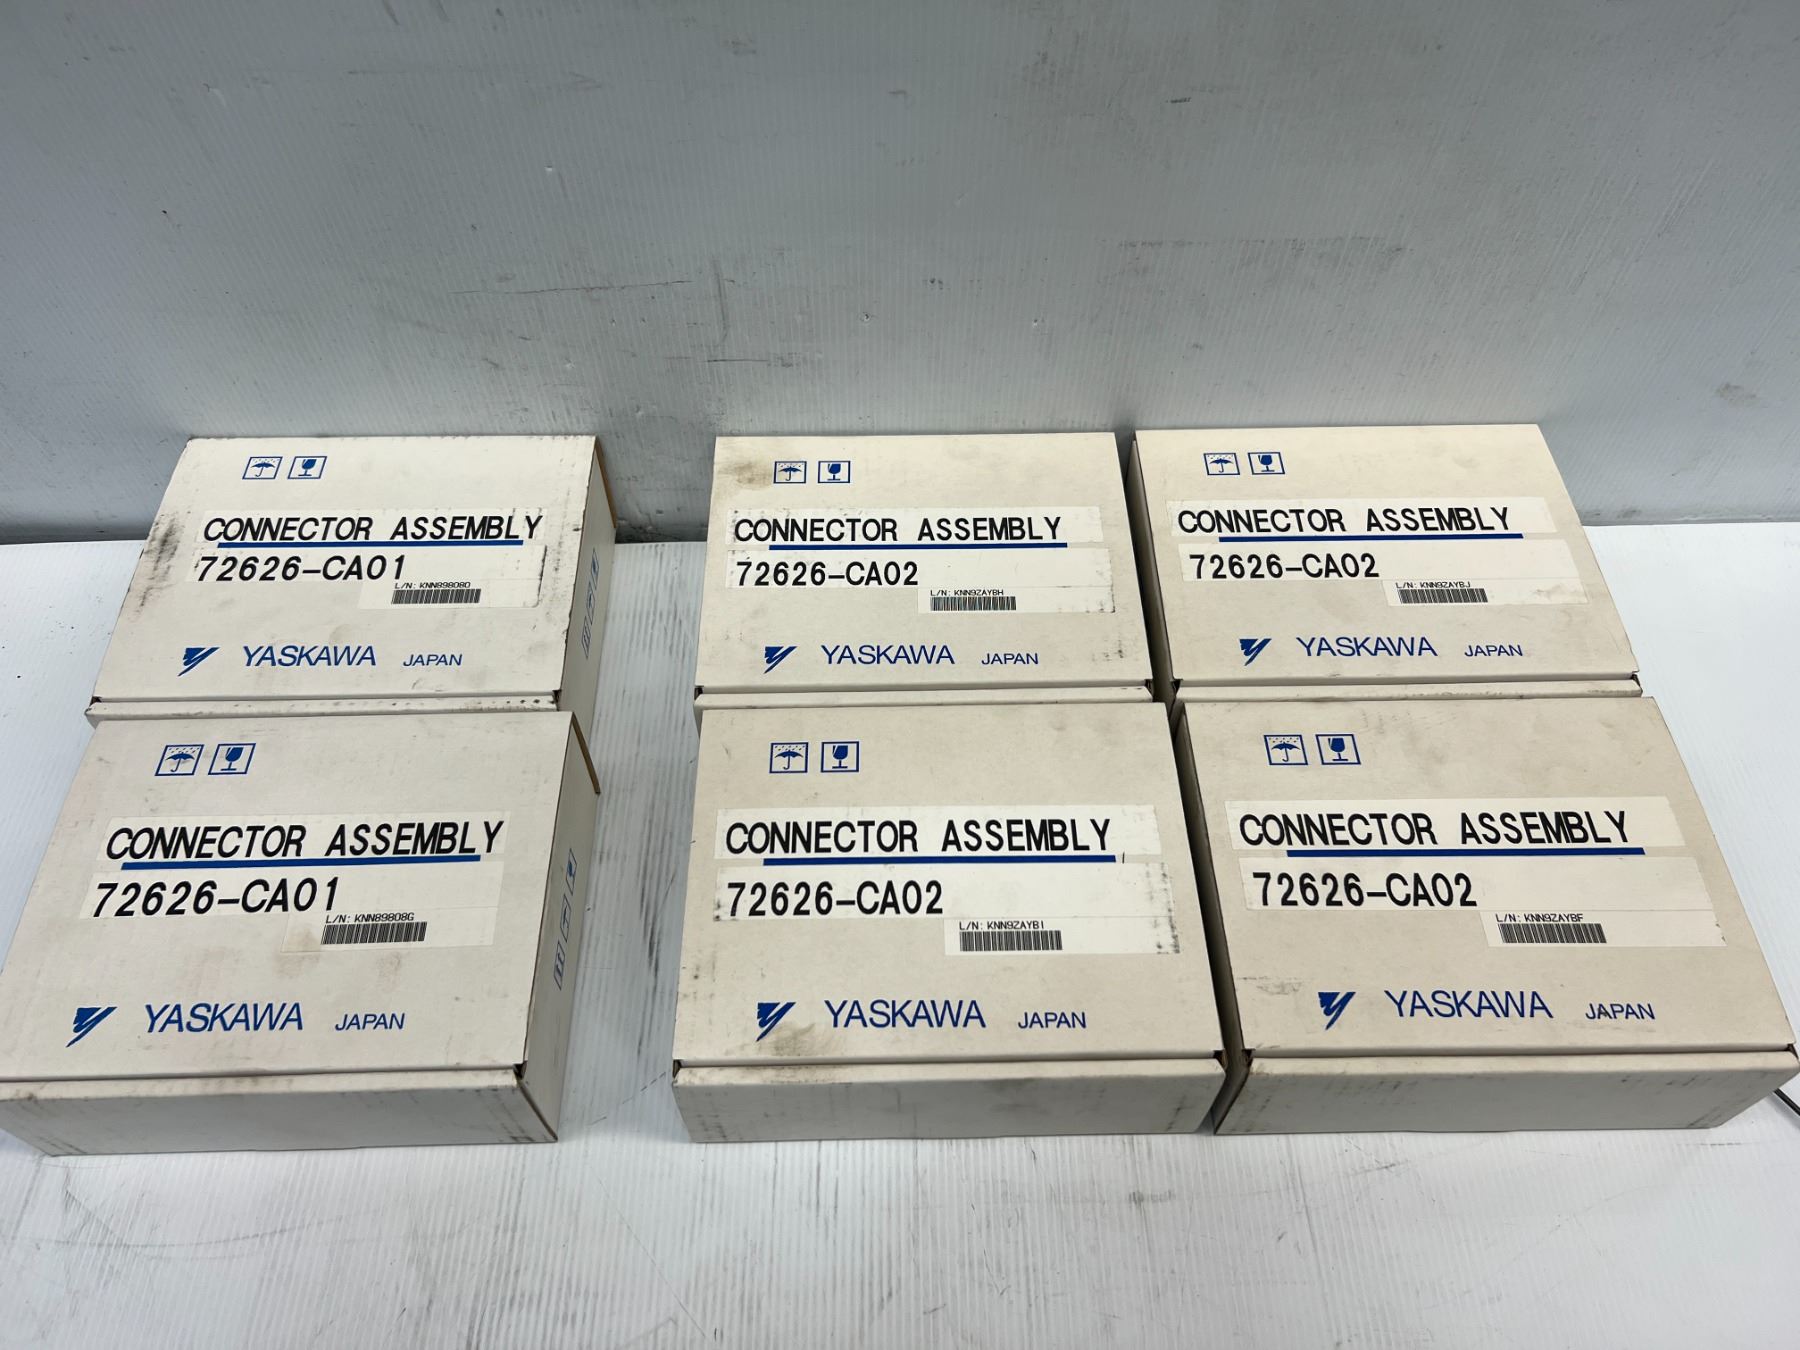 CONNECTOR ASSEMBLY
72626-CA01
L/N: KNN898080
YASKAWA JAPAN
CONNECTOR ASSEMBLY
72626-CA02
L/N: KNN9ZAYBH
YASKAWA JAPAN
CONNECTOR ASSEMBLY
72626-CA02
L/N: KNN9ZAYBJ
YASKAWA JAPAN
CONNECTOR ASSEMBLY
72626-CA01
L/N: KNN89808G
YASKAWA JAPAN
CONNECTOR ASSEMBLY
72626-CA02
L/N: KNN9ZAYBI
YASKAWA JAPAN
CONNECTOR ASSEMBLY
72626-CA02
L/N: KNN9ZAYBF
YASKAWA JAPAN